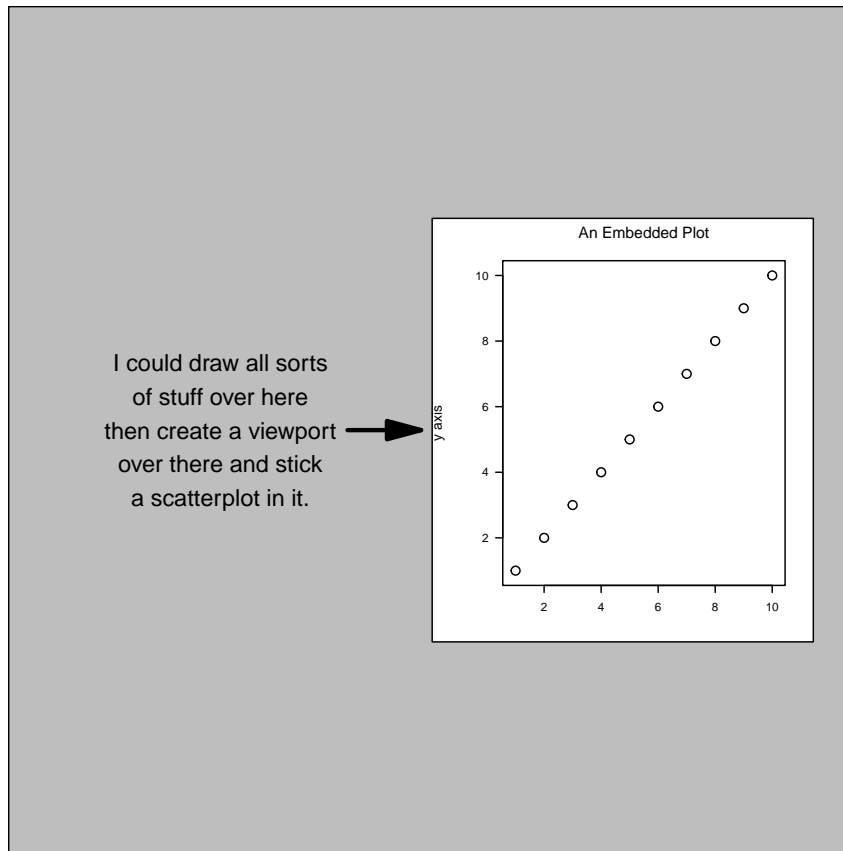 An Embedded Plot
I could draw all sorts
of stuff over here
then create a viewport
over there and stick
a scatterplot in it.
y axis
10
8
6
4
2
2 4 6 8 10